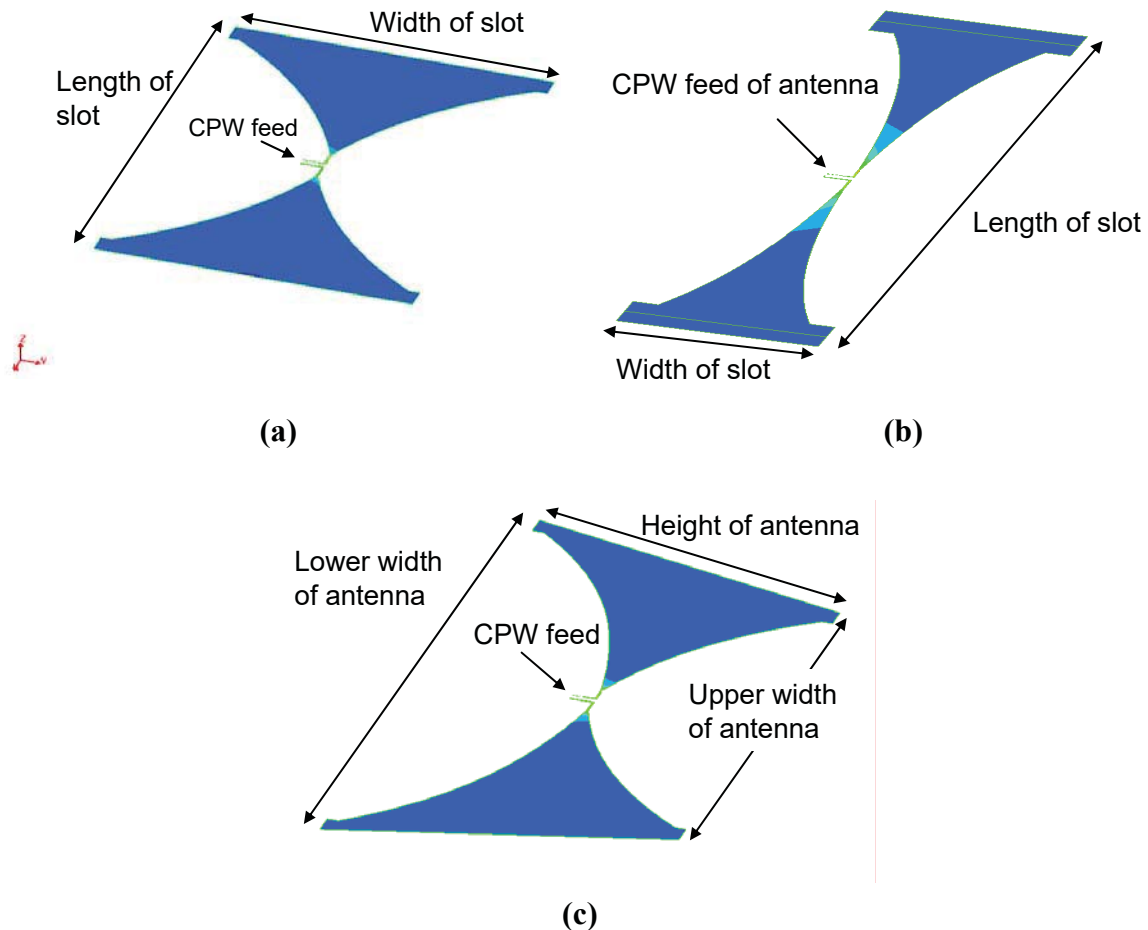 Width of slot
Length of
slot
CPW feed
Z
Y
(a)
CPW feed of antenna
Length of slot
Width of slot
(b)
Height of antenna
Lower width
of antenna
CPW feed
Upper width
of antenna
(c)